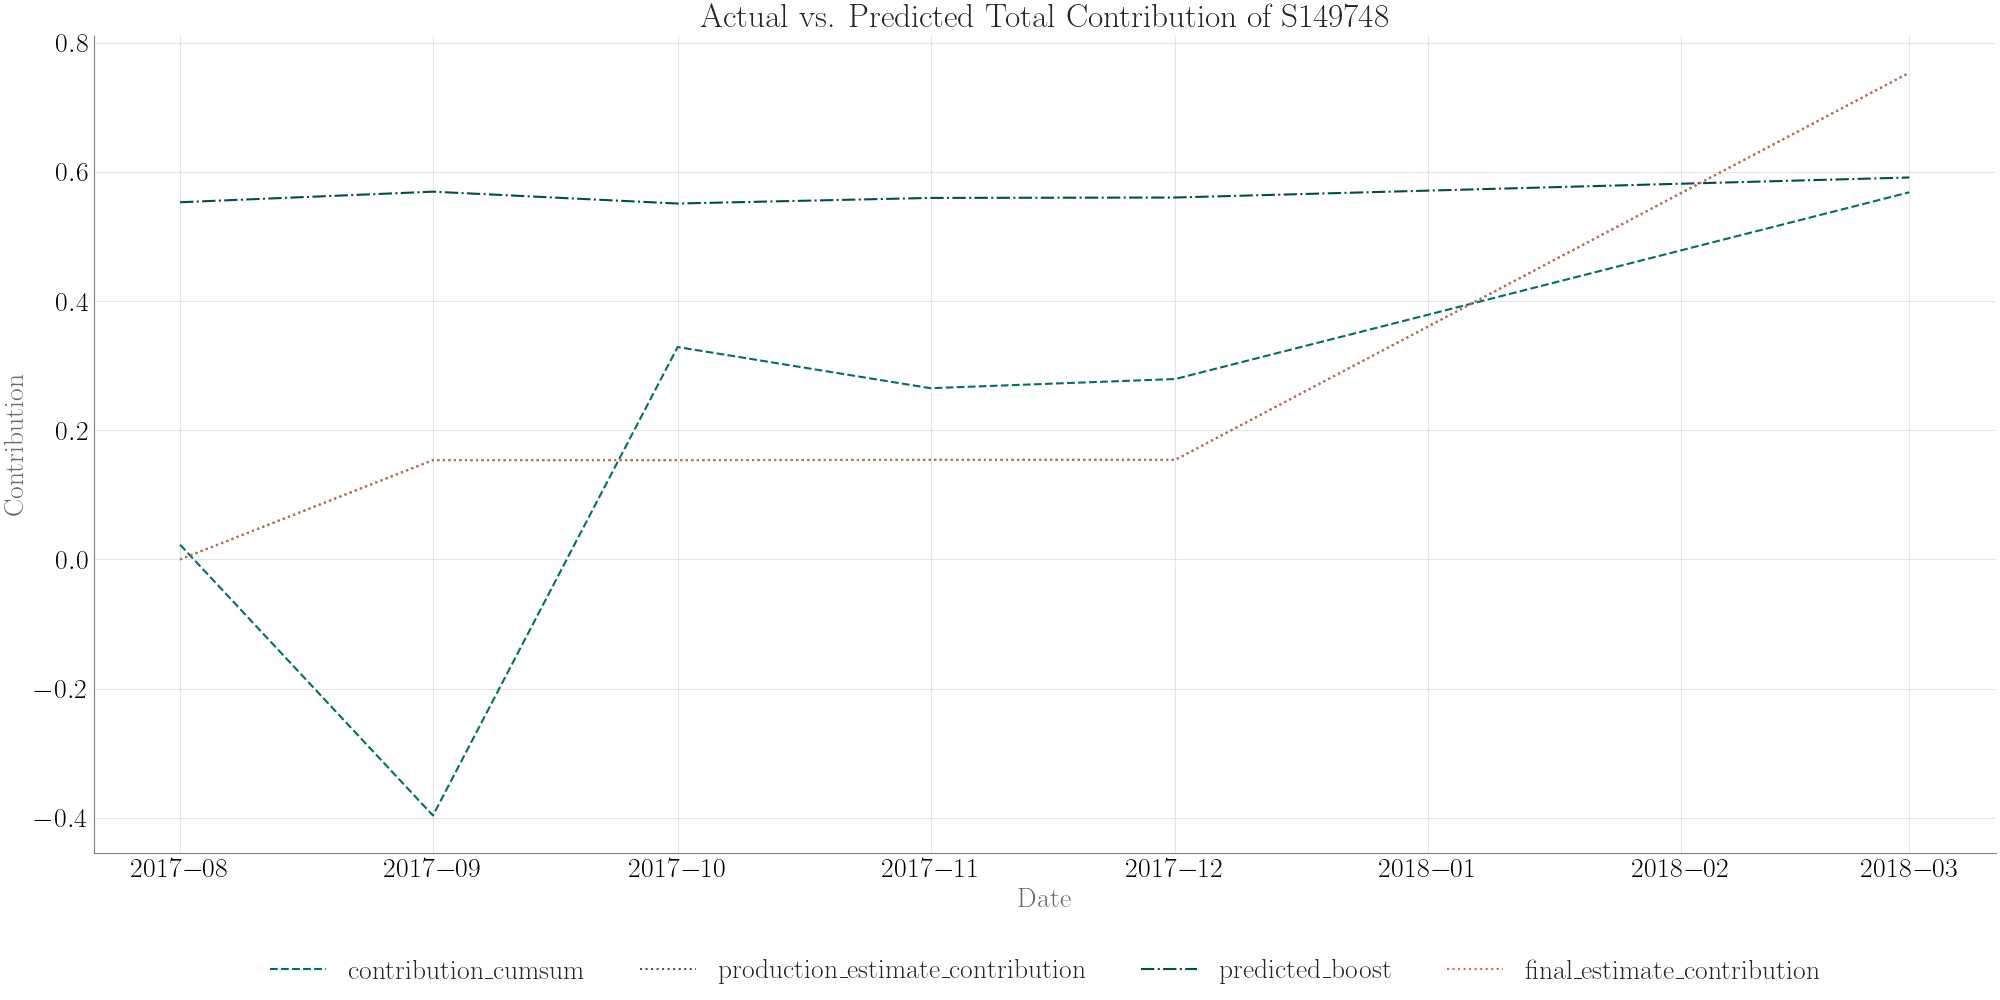 Actual vs. Predicted Total Contribution of S149748
0.8
0.6
0.4
0.2
0.0
−0.2
−0.4
Contribution
2017−08 2017−09 2017−10 2017−11 2017−12 2018−01 2018−02 2018−03
Date
contribution_cumsum production_estimate_contribution predicted_boost final_estimate_contribution